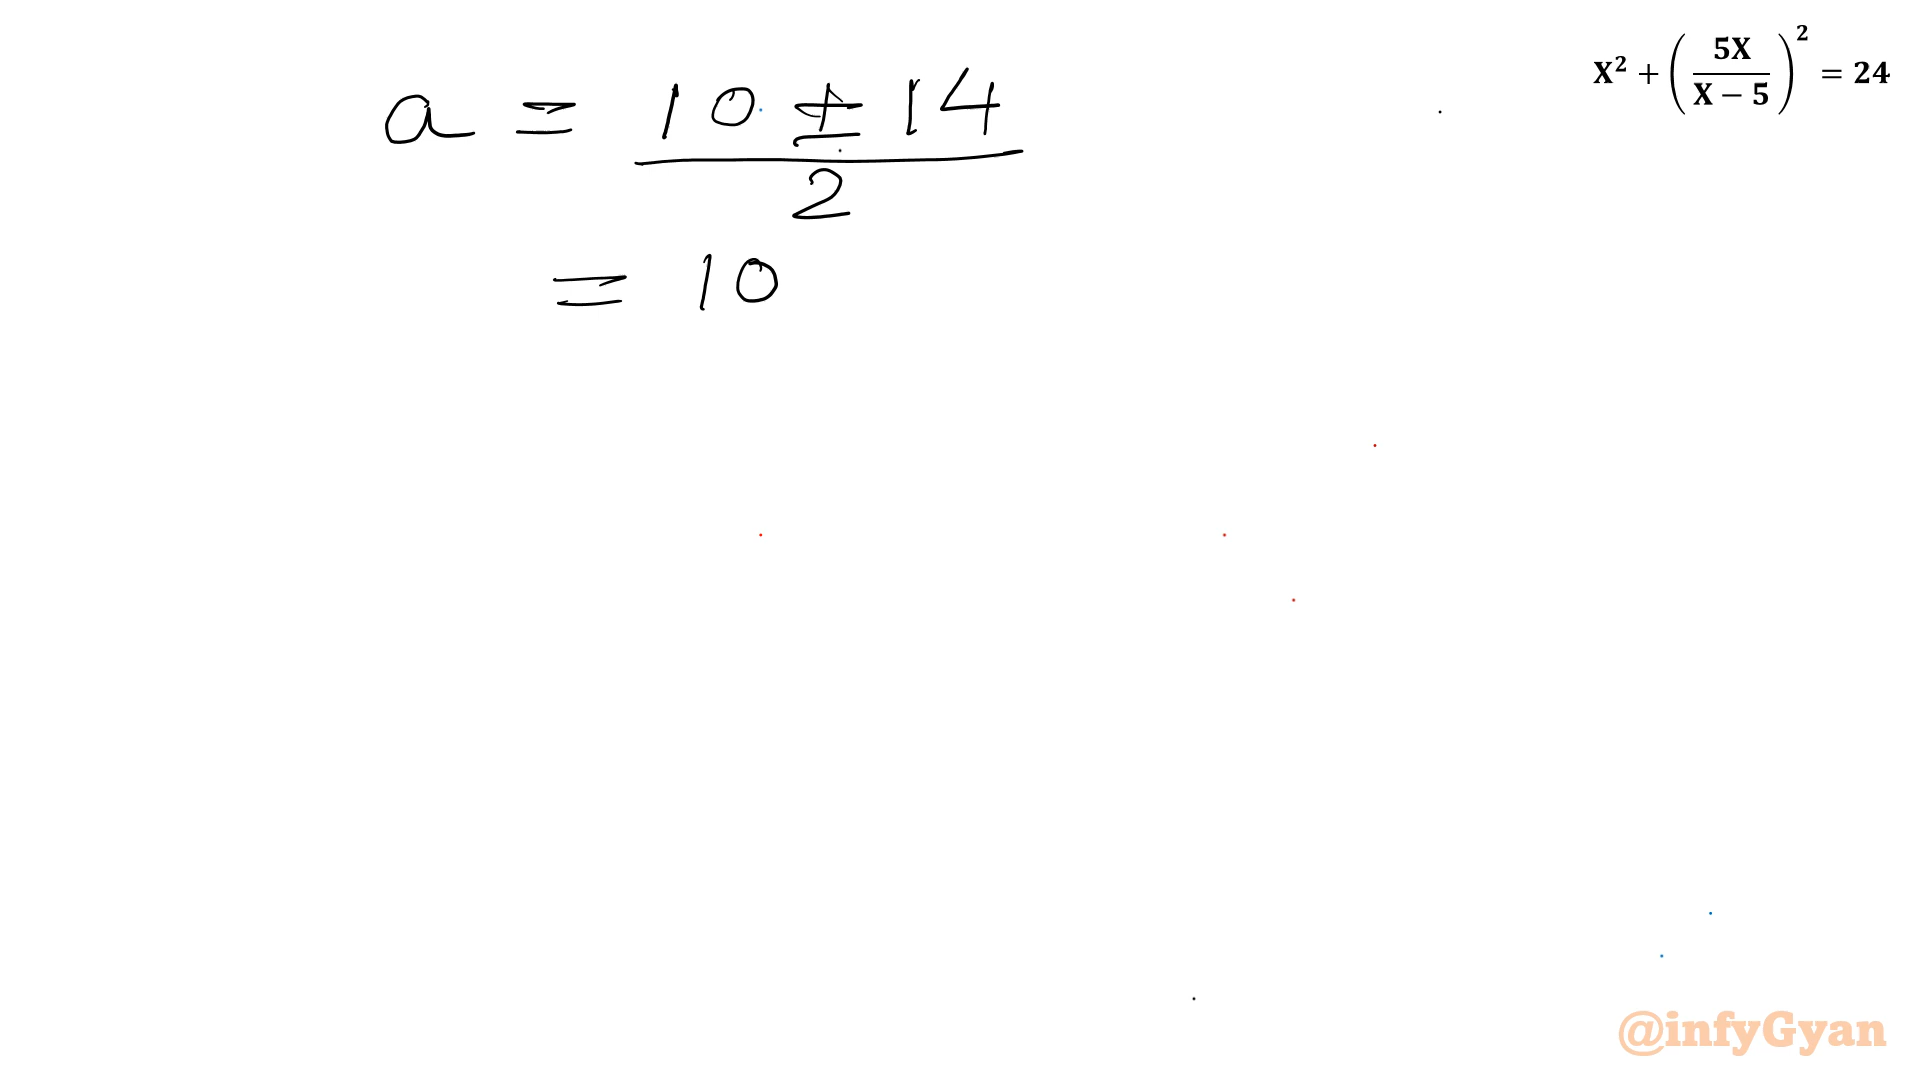 X² + (5X / (X − 5))² = 24
a = (10 ± 14) / 2
= 10
@infyGyan